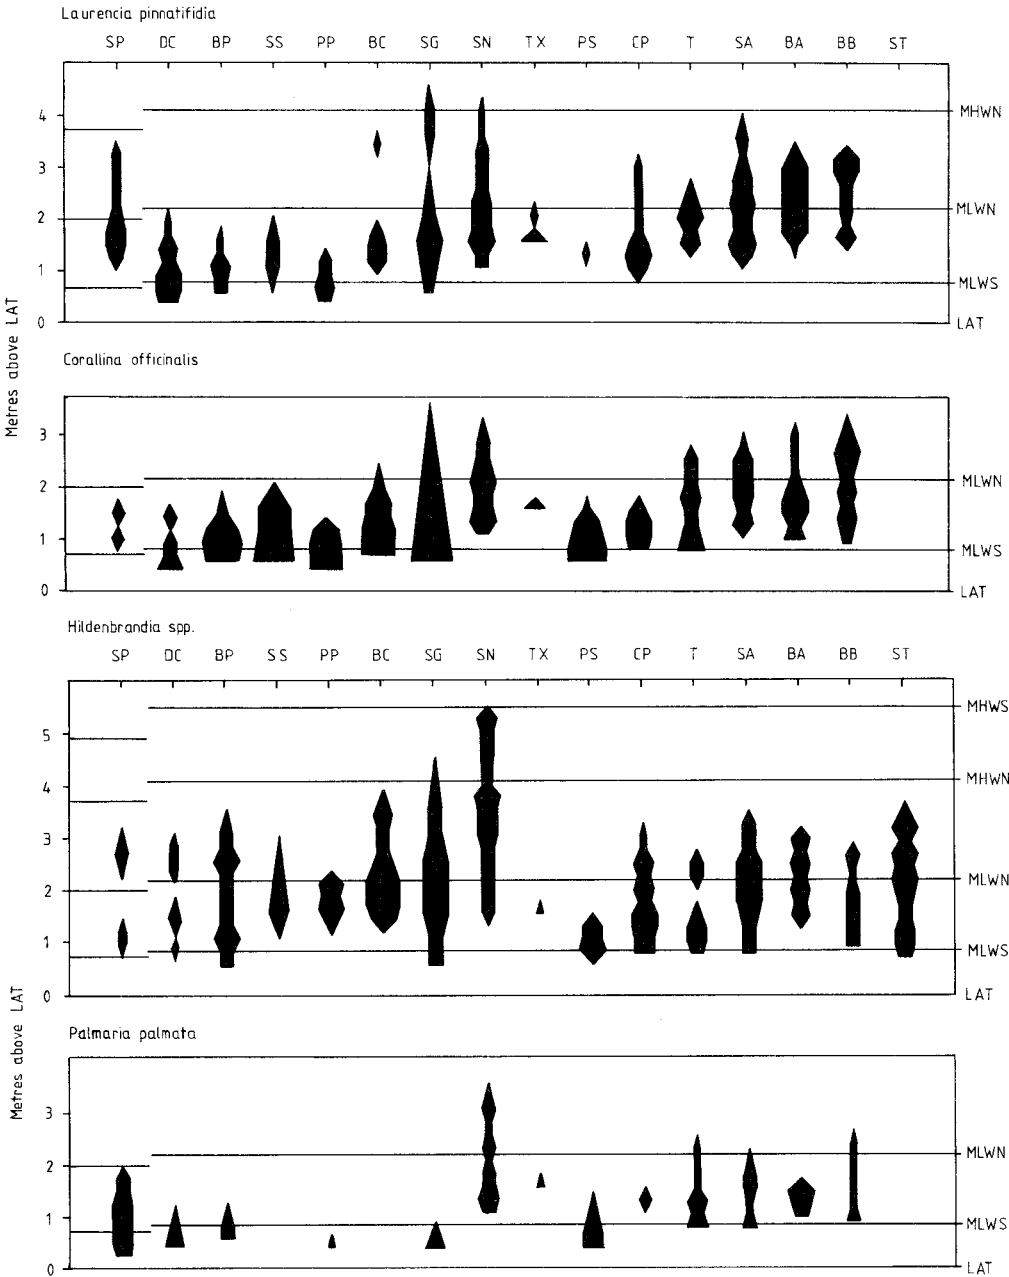 Laurencia pinnatifidia
SP DC BP SS PP BC SG SN TX PS CP T SA BA BB ST
4 MHWN
3
2 MLWN
1 MLWS
0 LAT
Metres above LAT
Corallina officinalis
3
2 MLWN
1 MLWS
0 LAT
Hildenbrandia spp.
SP DC BP SS PP BC SG SN TX PS CP T SA BA BB ST
MHWS
5
4 MHWN
3
2 MLWN
1 MLWS
0 LAT
Metres above LAT
Palmaria palmata
3
2 MLWN
1 MLWS
0 LAT